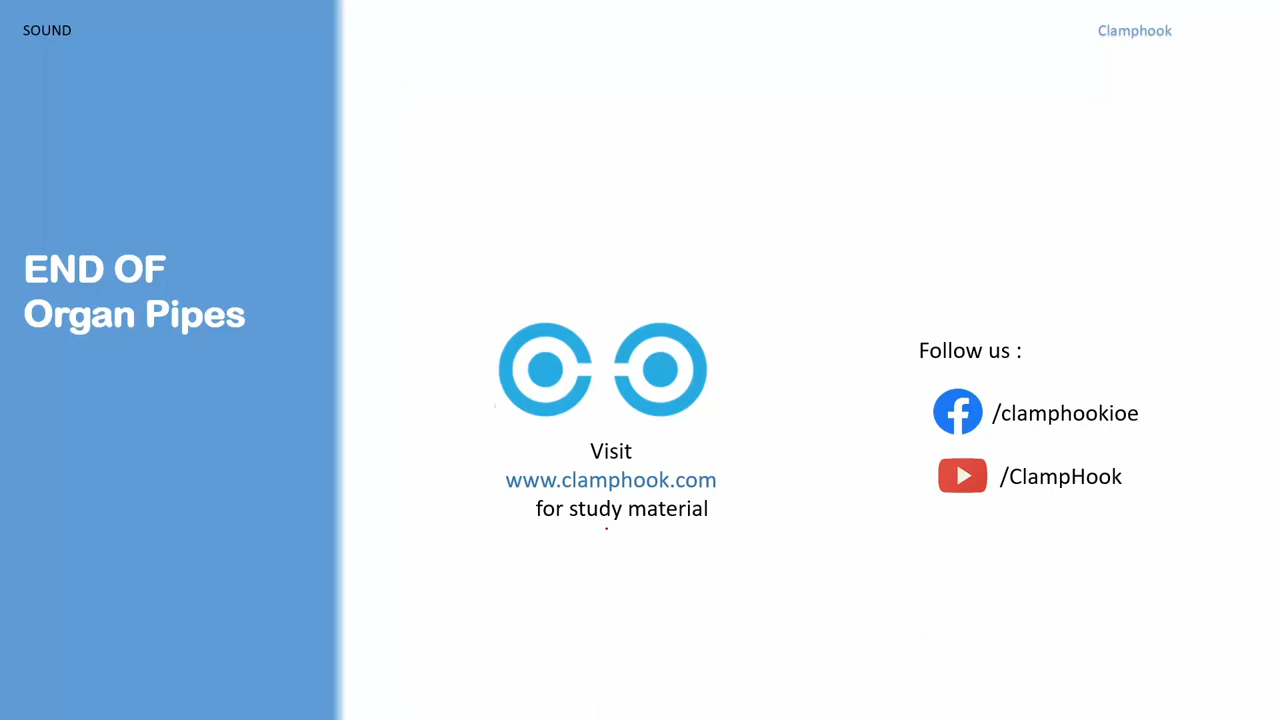 SOUND
Clamphook
END OF
Organ Pipes
Visit
www.clamphook.com
for study material
Follow us :
/clamphookioe
/ClampHook